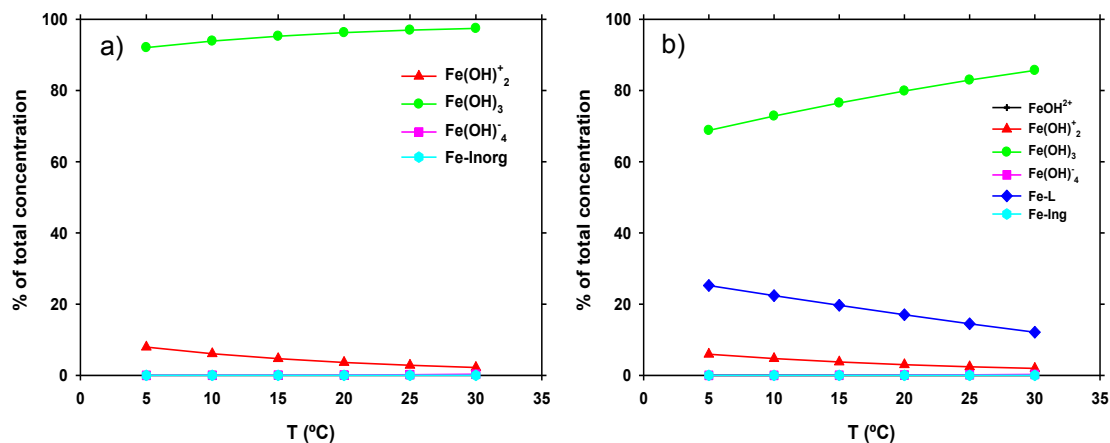 a)
% of total concentration
100
80
60
40
20
0
0 5 10 15 20 25 30 35
T (ºC)
Fe(OH)⁺₂
Fe(OH)₃
Fe(OH)⁻₄
Fe-Inorg
b)
% of total concentration
100
80
60
40
20
0
0 5 10 15 20 25 30 35
T (ºC)
FeOH²⁺
Fe(OH)⁺₂
Fe(OH)₃
Fe(OH)⁻₄
Fe-L
Fe-Ing